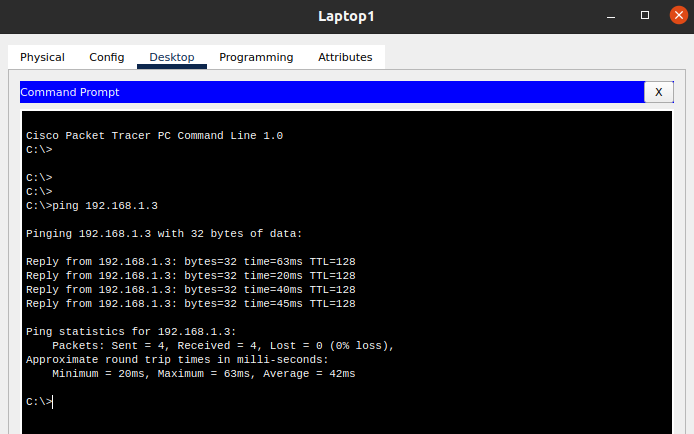 Laptop1
Physical Config Desktop Programming Attributes
Command Prompt X
Cisco Packet Tracer PC Command Line 1.0
C:\>
C:\>
C:\>
C:\>ping 192.168.1.3
Pinging 192.168.1.3 with 32 bytes of data:
Reply from 192.168.1.3: bytes=32 time=63ms TTL=128
Reply from 192.168.1.3: bytes=32 time=20ms TTL=128
Reply from 192.168.1.3: bytes=32 time=40ms TTL=128
Reply from 192.168.1.3: bytes=32 time=45ms TTL=128
Ping statistics for 192.168.1.3:
Packets: Sent = 4, Received = 4, Lost = 0 (0% loss),
Approximate round trip times in milli-seconds:
Minimum = 20ms, Maximum = 63ms, Average = 42ms
C:\>